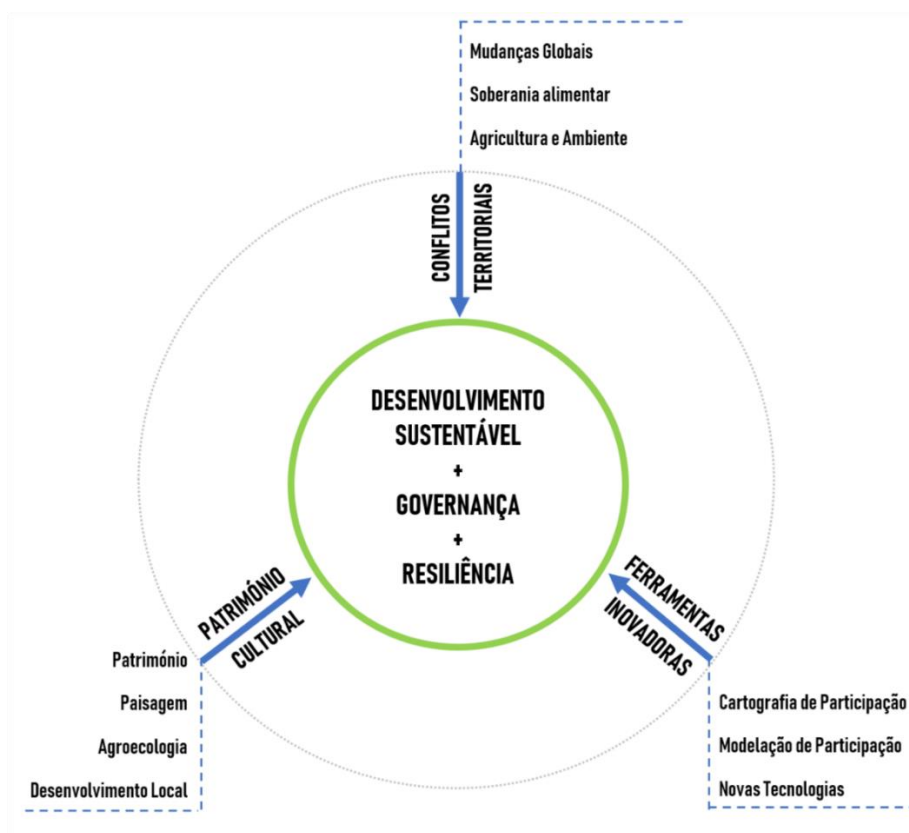 Mudanças Globais
Soberania alimentar
Agricultura e Ambiente
CONFLITOS
TERRITORIAIS
DESENVOLVIMENTO
SUSTENTÁVEL
+
GOVERNANÇA
+
RESILIÊNCIA
PATRIMÓNIO
CULTURAL
FERRAMENTAS
INOVADORAS
Património
Paisagem
Agroecologia
Desenvolvimento Local
Cartografia de Participação
Modelação de Participação
Novas Tecnologias